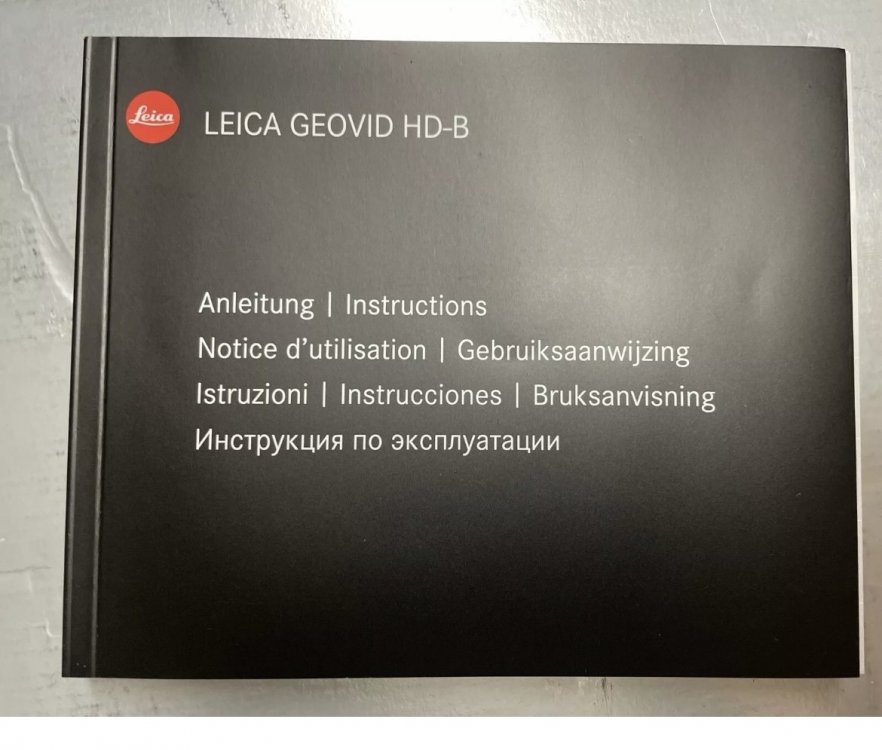 Leica
LEICA GEOVID HD-B
Anleitung | Instructions
Notice d’utilisation | Gebruiksaanwijzing
Istruzioni | Instrucciones | Bruksanvisning
Инструкция по эксплуатации